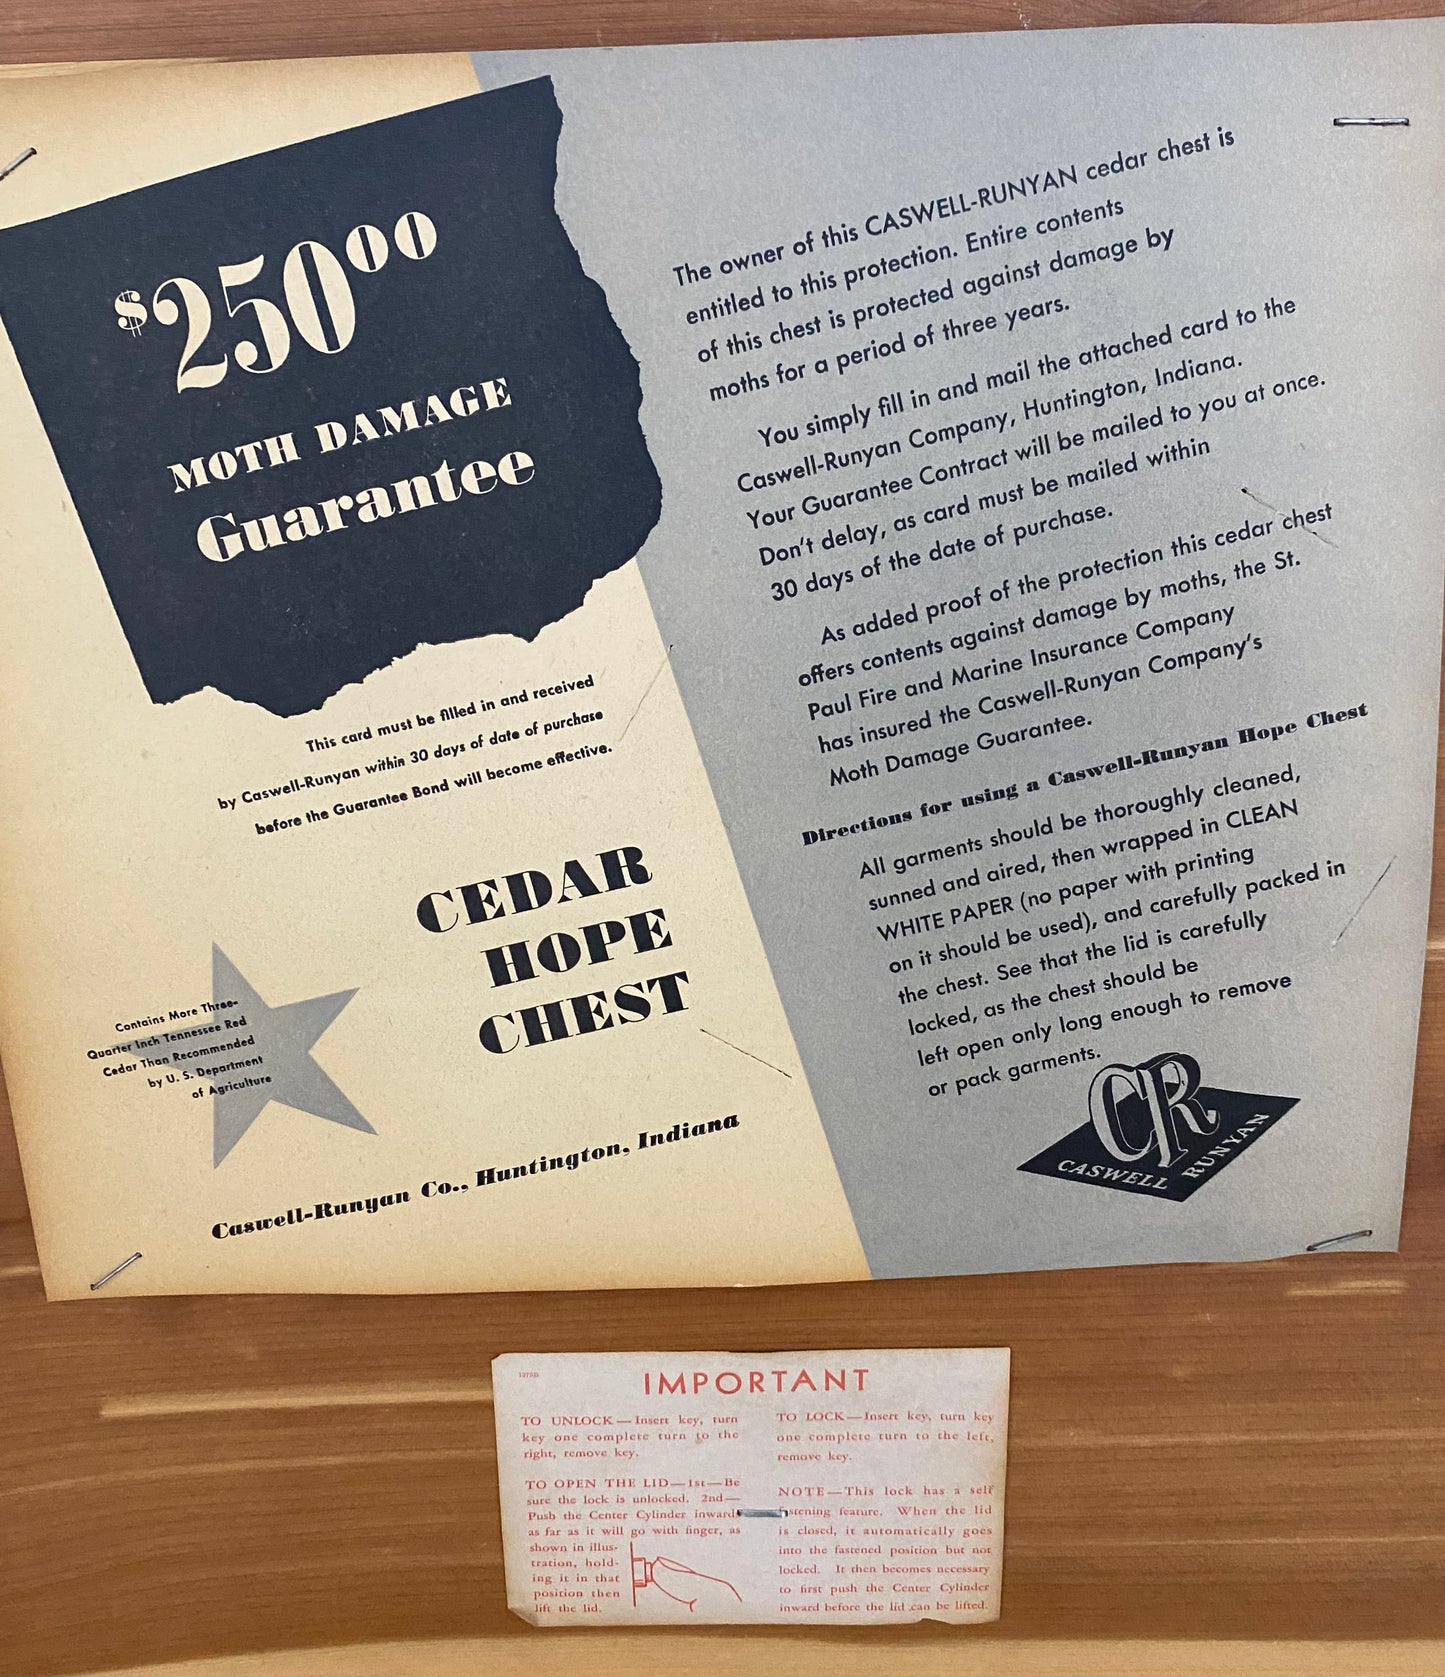 $250⁰⁰
MOTH DAMAGE
Guarantee
This card must be filled in and received
by Caswell-Runyan within 30 days of date of purchase
before the Guarantee Bond will become effective.
CEDAR
HOPE
CHEST
Contains More Three-
Quarter Inch Tennessee Red
Cedar Than Recommended
by U. S. Department
of Agriculture
Caswell-Runyan Co., Huntington, Indiana
The owner of this CASWELL-RUNYAN cedar chest is
entitled to this protection. Entire contents
of this chest is protected against damage by
moths for a period of three years.
You simply fill in and mail the attached card to the
Caswell-Runyan Company, Huntington, Indiana.
Your Guarantee Contract will be mailed to you at once.
Don't delay, as card must be mailed within
30 days of the date of purchase.
As added proof of the protection this cedar chest
offers contents against damage by moths, the St.
Paul Fire and Marine Insurance Company
has insured the Caswell-Runyan Company's
Moth Damage Guarantee.
Directions for using a Caswell-Runyan Hope Chest
All garments should be thoroughly cleaned,
sunned and aired, then wrapped in CLEAN
WHITE PAPER (no paper with printing
on it should be used), and carefully packed in
the chest. See that the lid is carefully
locked, as the chest should be
left open only long enough to remove
or pack garments.
CR
CASWELL RUNYAN
IMPORTANT
TO UNLOCK—Insert key, turn
key one complete turn to the
right, remove key.
TO OPEN THE LID—1st—Be
sure the lock is unlocked. 2nd—
Push the Center Cylinder inwards
as far as it will go with finger, as
shown in illus-
tration, hold-
ing it in that
position then
lift the lid.
TO LOCK—Insert key, turn key
one complete turn to the left,
remove key.
NOTE—This lock has a self
fastening feature. When the lid
is closed, it automatically goes
into the fastened position but not
locked. It then becomes necessary
to first push the Center Cylinder
inward before the lid can be lifted.